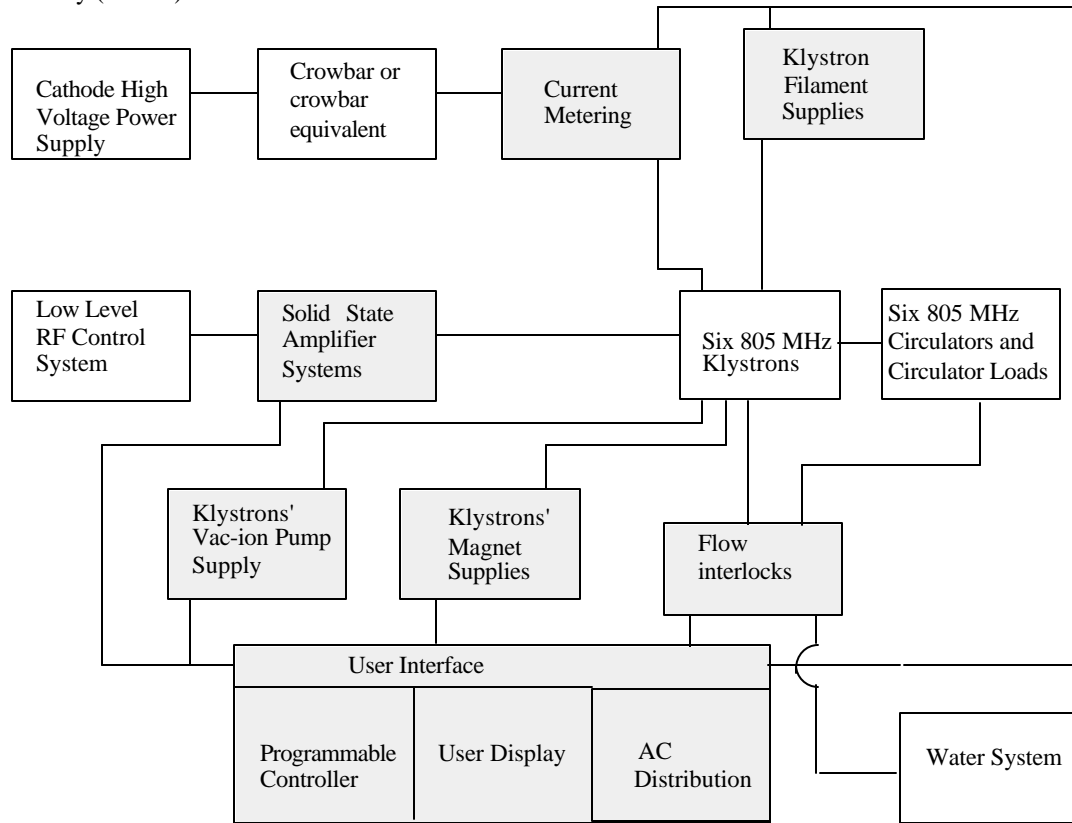 Cathode High
Voltage Power
Supply
Crowbar or
crowbar
equivalent
Current
Metering
Klystron
Filament
Supplies
Low Level
RF Control
System
Solid State
Amplifier
Systems
Six 805 MHz
Klystrons
Six 805 MHz
Circulators and
Circulator Loads
Klystrons'
Vac-ion Pump
Supply
Klystrons'
Magnet
Supplies
Flow
interlocks
User Interface
Programmable
Controller
User Display
AC
Distribution
Water System